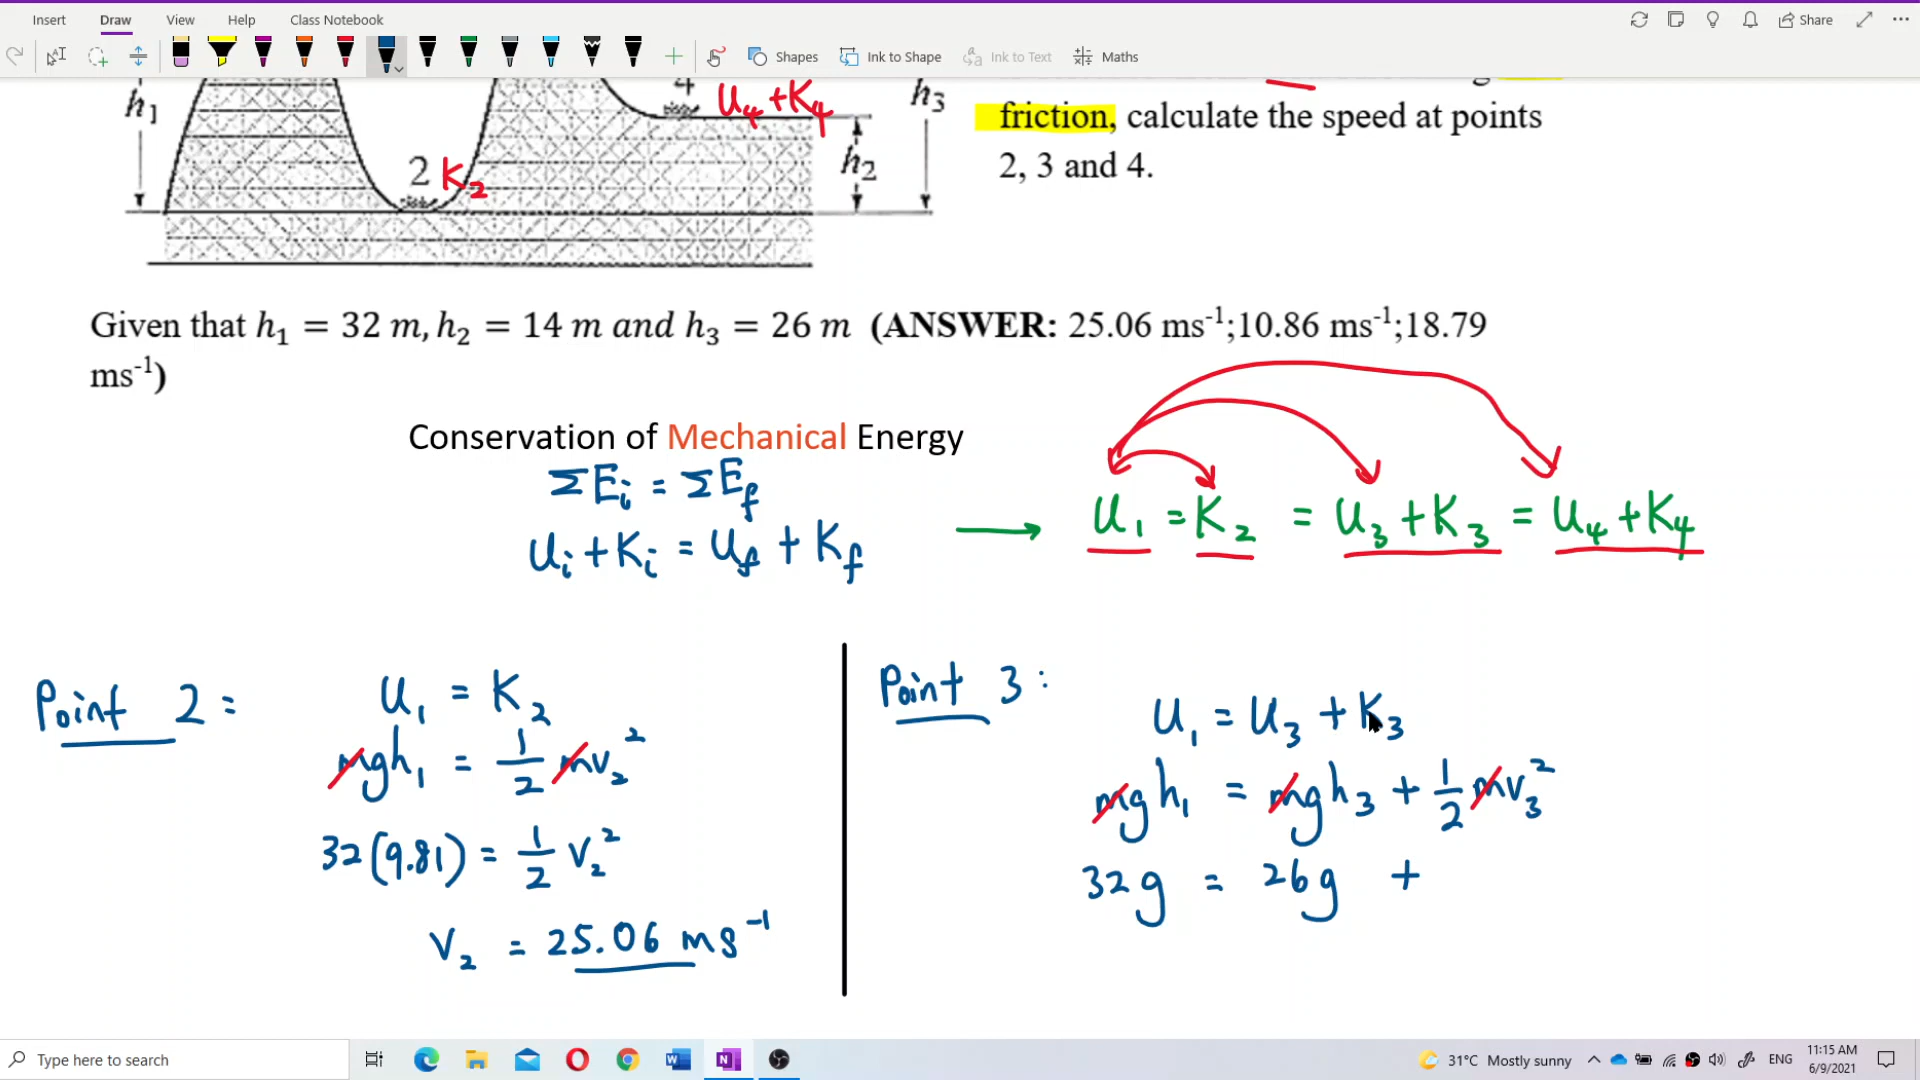 Insert Draw View Help Class Notebook Share
Shapes Ink to Shape Ink to Text Maths
h₁ 4 U₄ + K₄ h₃
friction, calculate the speed at points
2 K₂ h₂ 2, 3 and 4.
Given that h₁ = 32 m, h₂ = 14 m and h₃ = 26 m (ANSWER: 25.06 ms⁻¹;10.86 ms⁻¹;18.79
ms⁻¹)
Conservation of Mechanical Energy
ΣEᵢ = ΣE_f
Uᵢ + Kᵢ = U_f + K_f → U₁ = K₂ = U₃ + K₃ = U₄ + K₄
Point 2 :
U₁ = K₂
mgh₁ = 1/2 mv₂²
32(9.81) = 1/2 v₂²
v₂ = 25.06 ms⁻¹
Point 3 :
U₁ = U₃ + K₃
mgh₁ = mgh₃ + 1/2 mv₃²
32g = 26g +
Type here to search 31°C Mostly sunny ENG 11:15 AM
6/9/2021